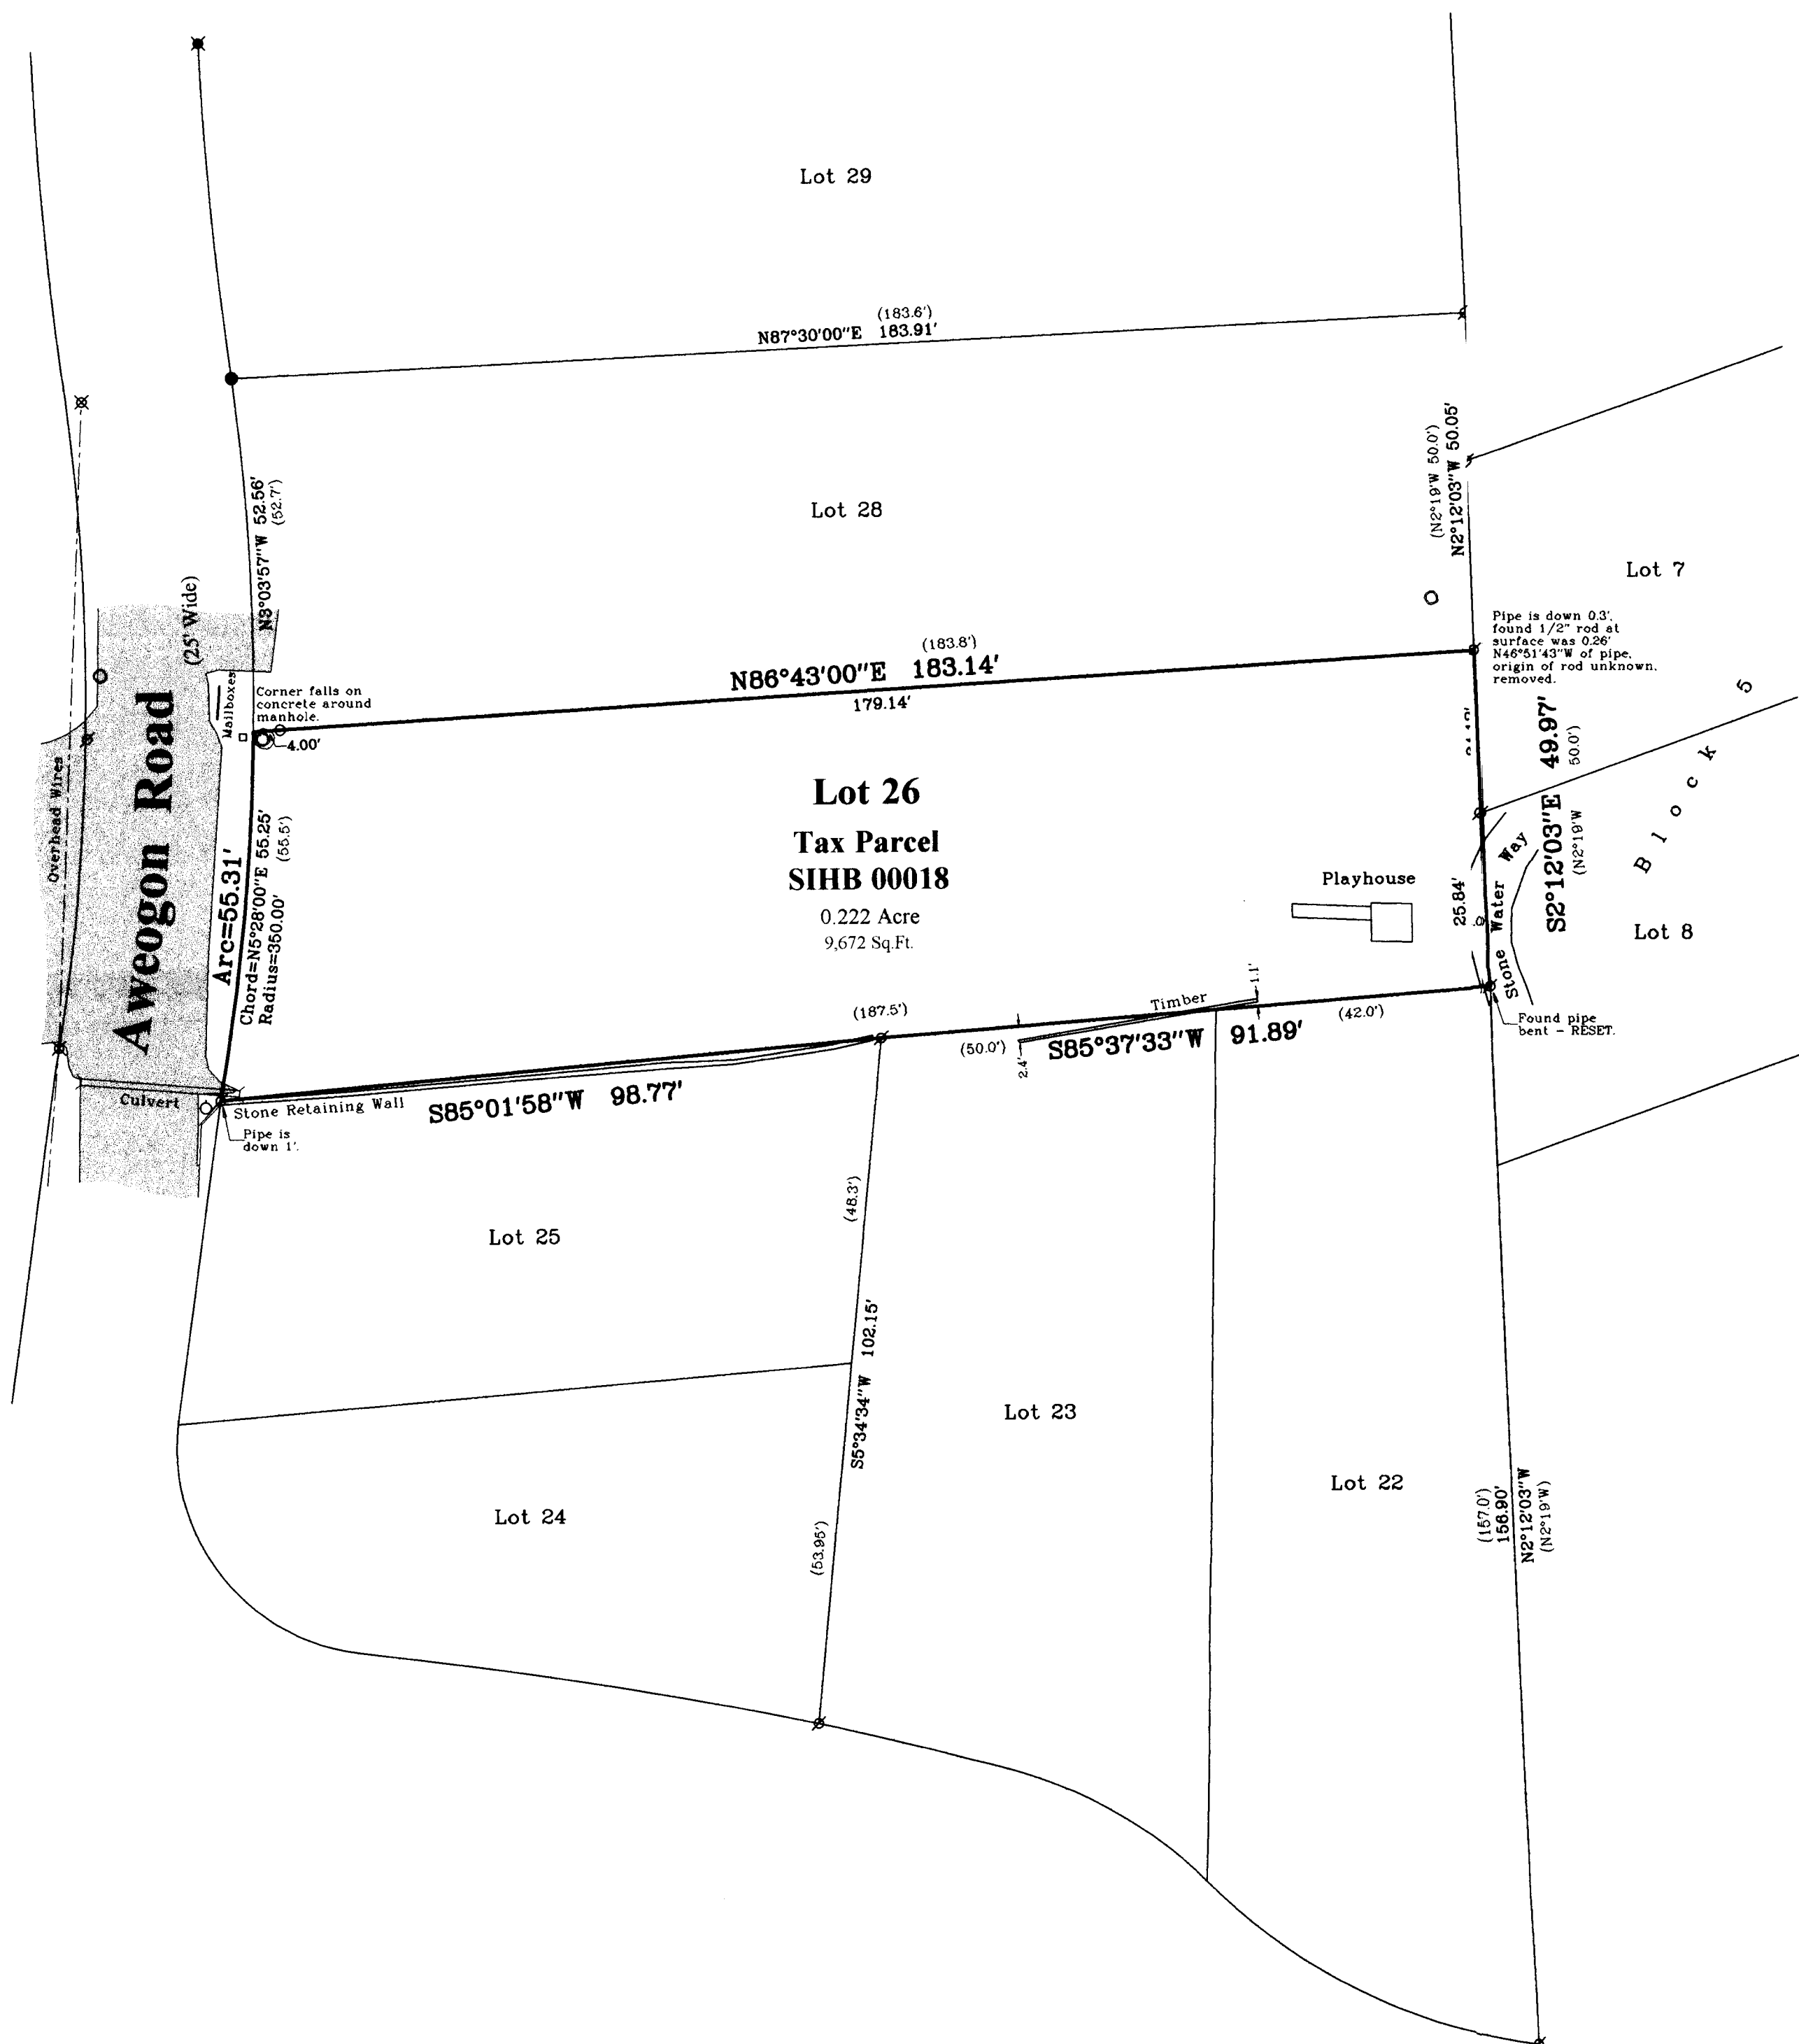 Lot 29
(183.6')
N87°30'00"E 183.91'
(N2°19'W 50.0')
N2°12'03"W 50.05'
Lot 28
N3°03'57"W 52.56'
(52.7')
(25' Wide)
Lot 7
Pipe is down 0.3',
found 1/2" rod at
surface was 0.26'
N46°51'43"W of pipe,
origin of rod unknown,
removed.
(183.8')
N86°43'00"E 183.14'
179.14'
Mailboxes
Corner falls on
concrete around
manhole.
4.00'
Aweogon Road
Overhead Wires
Arc=55.31'
Chord=N5°28'00"E 55.25'
Radius=350.00'
(55.5')
Lot 26
Tax Parcel
SIHB 00018
0.222 Acre
9,672 Sq.Ft.
Playhouse
25.84'
Stone Water Way
S2°12'03"E 49.97'
(N2°19'W 50.0')
Block 5
Lot 8
(187.5')
Timber
1.1'
(50.0')
2.4'
S85°37'33"W 91.89'
(42.0')
Found pipe
bent - RESET.
Culvert
Stone Retaining Wall
S85°01'58"W 98.77'
Pipe is
down 1'.
Lot 25
(48.3')
S5°34'34"W 102.15'
(53.95')
Lot 23
Lot 22
Lot 24
(157.0')
156.90'
N2°12'03"W
(N2°19'W)